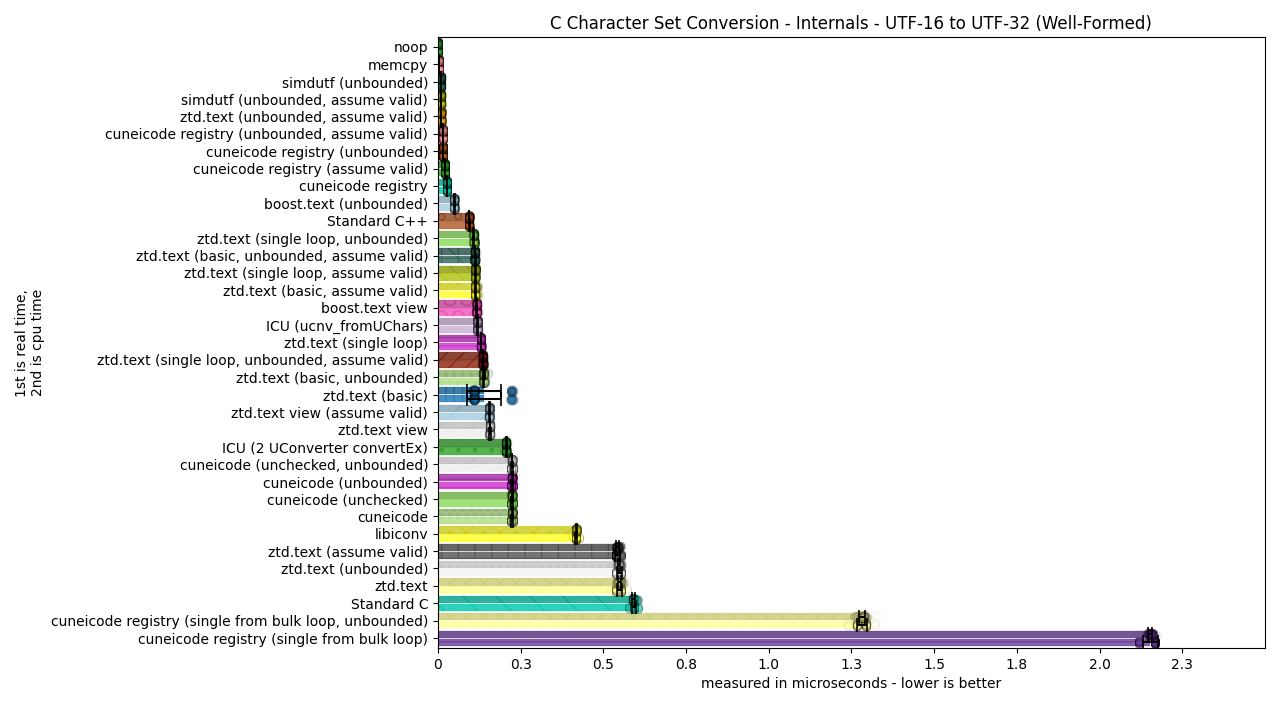 C Character Set Conversion - Internals - UTF-16 to UTF-32 (Well-Formed)
1st is real time,
2nd is cpu time
noop
memcpy
simdutf (unbounded)
simdutf (unbounded, assume valid)
ztd.text (unbounded, assume valid)
cuneicode registry (unbounded, assume valid)
cuneicode registry (unbounded)
cuneicode registry (assume valid)
cuneicode registry
boost.text (unbounded)
Standard C++
ztd.text (single loop, unbounded)
ztd.text (basic, unbounded, assume valid)
ztd.text (single loop, assume valid)
ztd.text (basic, assume valid)
boost.text view
ICU (ucnv_fromUChars)
ztd.text (single loop)
ztd.text (single loop, unbounded, assume valid)
ztd.text (basic, unbounded)
ztd.text (basic)
ztd.text view (assume valid)
ztd.text view
ICU (2 UConverter convertEx)
cuneicode (unchecked, unbounded)
cuneicode (unbounded)
cuneicode (unchecked)
cuneicode
libiconv
ztd.text (assume valid)
ztd.text (unbounded)
ztd.text
Standard C
cuneicode registry (single from bulk loop, unbounded)
cuneicode registry (single from bulk loop)
0 0.3 0.5 0.8 1.0 1.3 1.5 1.8 2.0 2.3
measured in microseconds - lower is better